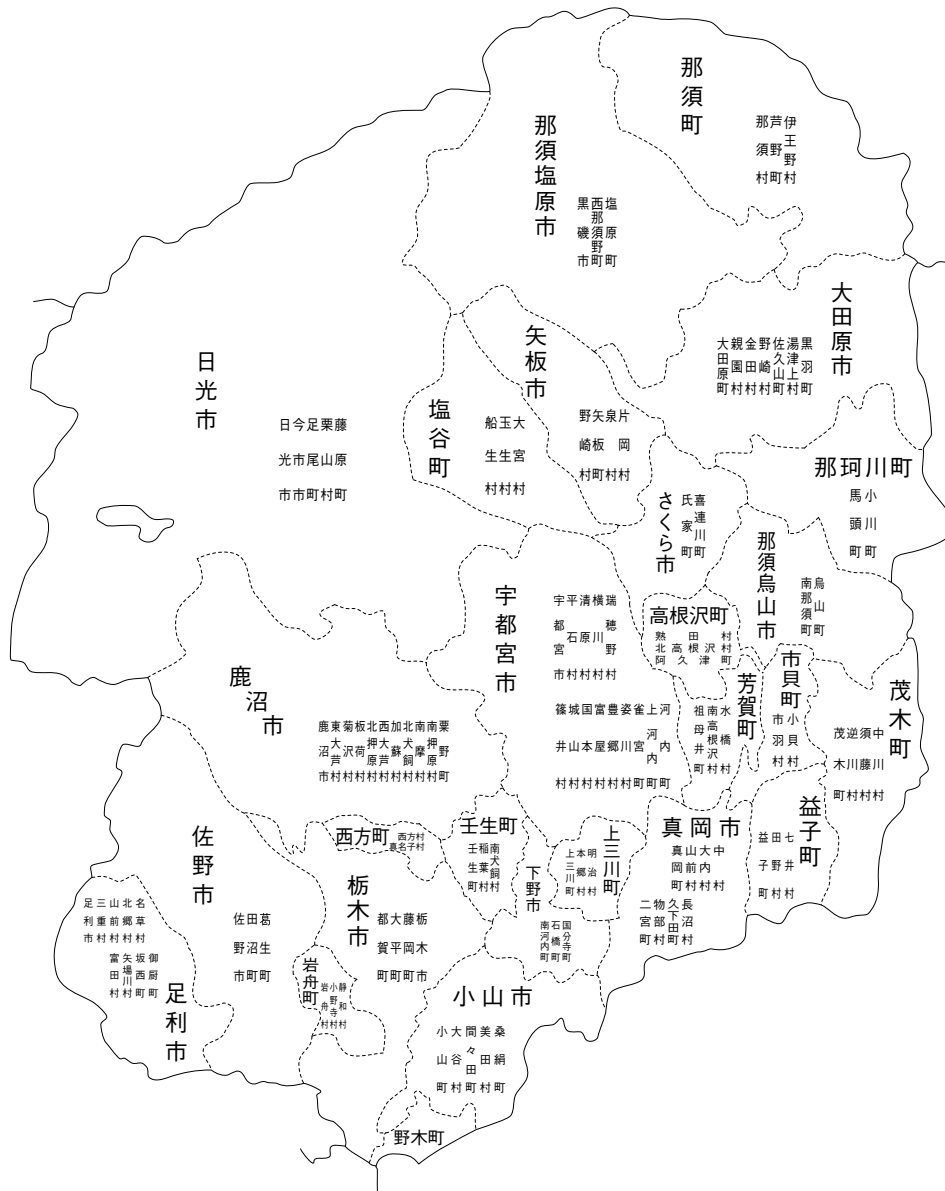 那須町
那須村
芦野町
伊王野村
那須塩原市
黒磯市
西那須野町
塩原町
大田原市
大田原町
親園村
金田村
野崎村
佐久山町
湯津上村
黒羽町
矢板市
野崎村
矢板町
泉村
片岡村
塩谷町
船生村
玉生村
大宮村
日光市
日光市
今市市
足尾町
栗山村
藤原町
那珂川町
馬頭町
小川町
さくら市
氏家町
喜連川町
那須烏山市
南那須町
烏山町
高根沢町
熟田村
北高根沢村
阿久津町
宇都宮市
宇都宮市
平石村
清原村
横川村
瑞穂野村
篠井村
城山村
国本村
富屋村
豊郷村
姿川村
雀宮町
上河内町
河内町
芳賀町
祖母井町
南高根沢村
水橋村
市貝町
市羽村
小貝村
茂木町
茂木町
逆川村
須藤村
中川村
鹿沼市
鹿沼市
東大芦村
菊沢村
板荷村
北押原村
西大芦村
加蘇村
北犬飼村
南摩村
南押原村
粟野町
西方町
西方村
真名子村
壬生町
壬生町
稲葉村
南犬飼村
上三川町
上三川町
本郷村
明治村
下野市
南河内町
石橋町
国分寺町
真岡市
真岡町
山前村
大内村
中村
二宮町
物部村
久下田町
長沼村
益子町
益子町
田野村
七井村
佐野市
佐野市
田沼町
葛生町
栃木市
都賀町
大平町
藤岡町
栃木市
岩舟町
岩舟村
小野寺村
静和村
足利市
足利市
三重村
山前村
北郷村
名草村
富田村
矢場川村
坂西町
御厨町
小山市
小山町
大谷村
間々田町
美田村
桑絹町
野木町